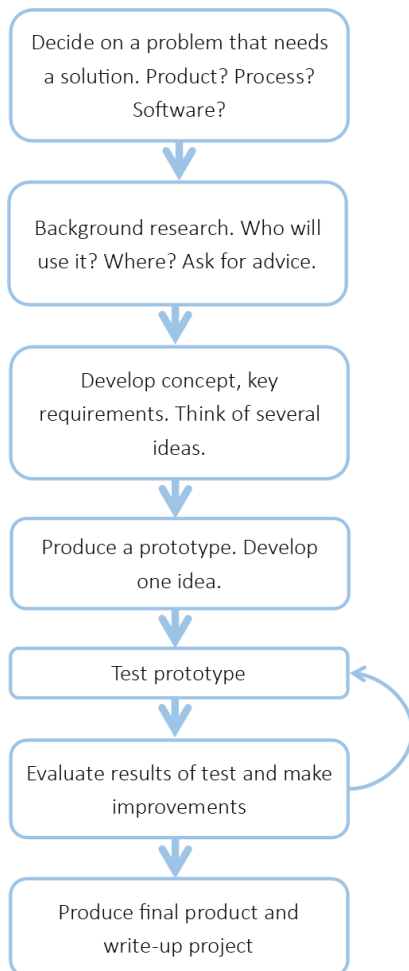 Decide on a problem that needs
a solution. Product? Process?
Software?
Background research. Who will
use it? Where? Ask for advice.
Develop concept, key
requirements. Think of several
ideas.
Produce a prototype. Develop
one idea.
Test prototype
Evaluate results of test and make
improvements
Produce final product and
write-up project